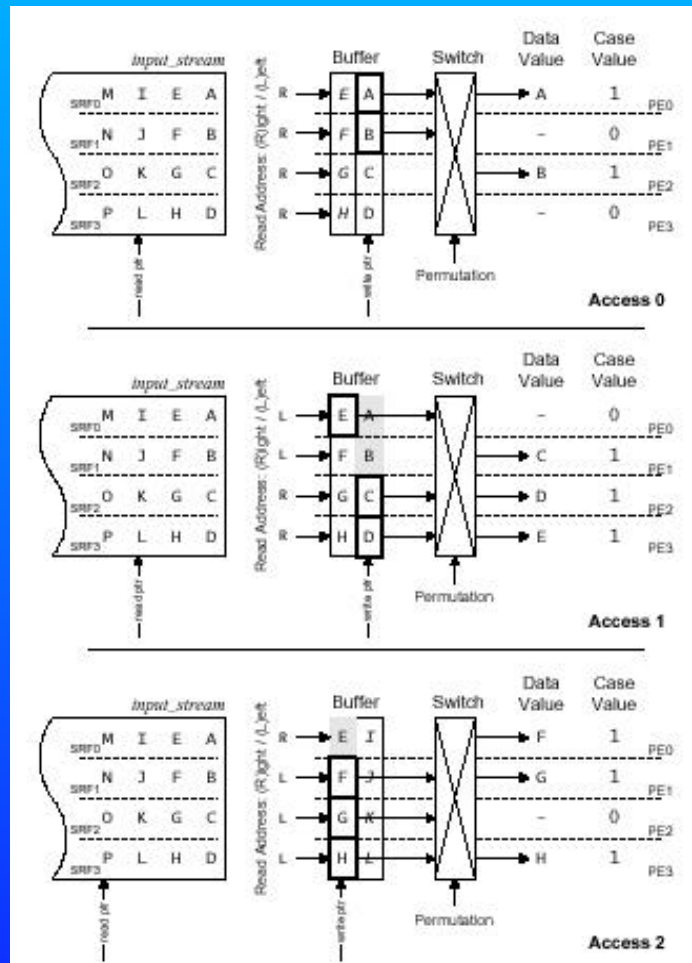 input_stream
Read Address: (R)ight / (L)eft
Buffer Switch Data Value Case Value
SRF0 M I E A R E A A 1 PE0
SRF1 N J F B R F B – 0 PE1
SRF2 O K G C R G C B 1 PE2
SRF3 P L H D R H D – 0 PE3
read ptr write ptr Permutation
Access 0
input_stream
Read Address: (R)ight / (L)eft
Buffer Switch Data Value Case Value
SRF0 M I E A L E A – 0 PE0
SRF1 N J F B L F B C 1 PE1
SRF2 O K G C R G C D 1 PE2
SRF3 P L H D R H D E 1 PE3
read ptr write ptr Permutation
Access 1
input_stream
Read Address: (R)ight / (L)eft
Buffer Switch Data Value Case Value
SRF0 M I E A R E I F 1 PE0
SRF1 N J F B L F J G 1 PE1
SRF2 O K G C L G K – 0 PE2
SRF3 P L H D L H L H 1 PE3
read ptr write ptr Permutation
Access 2